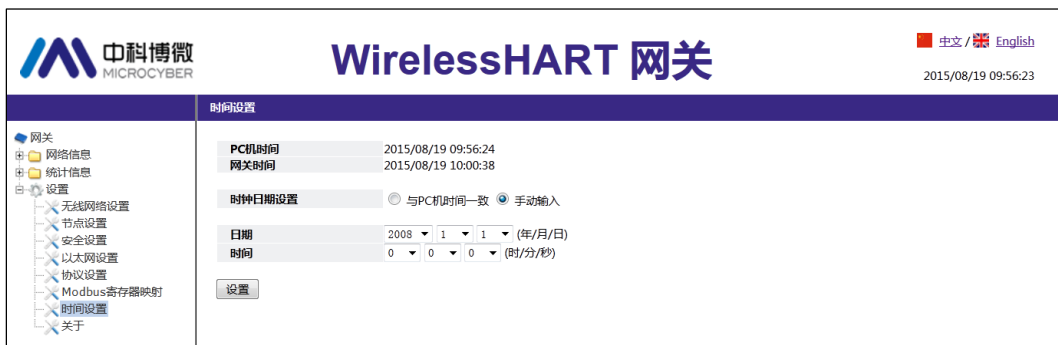 中科博微
MICROCYBER
WirelessHART 网关
中文 / English
2015/08/19 09:56:23
时间设置
网关
网络信息
统计信息
设置
无线网络设置
节点设置
安全设置
以太网设置
协议设置
Modbus寄存器映射
时间设置
关于
PC机时间 2015/08/19 09:56:24
网关时间 2015/08/19 10:00:38
时钟日期设置 与PC机时间一致 手动输入
日期 2008 1 1 (年/月/日)
时间 0 0 0 (时/分/秒)
设置